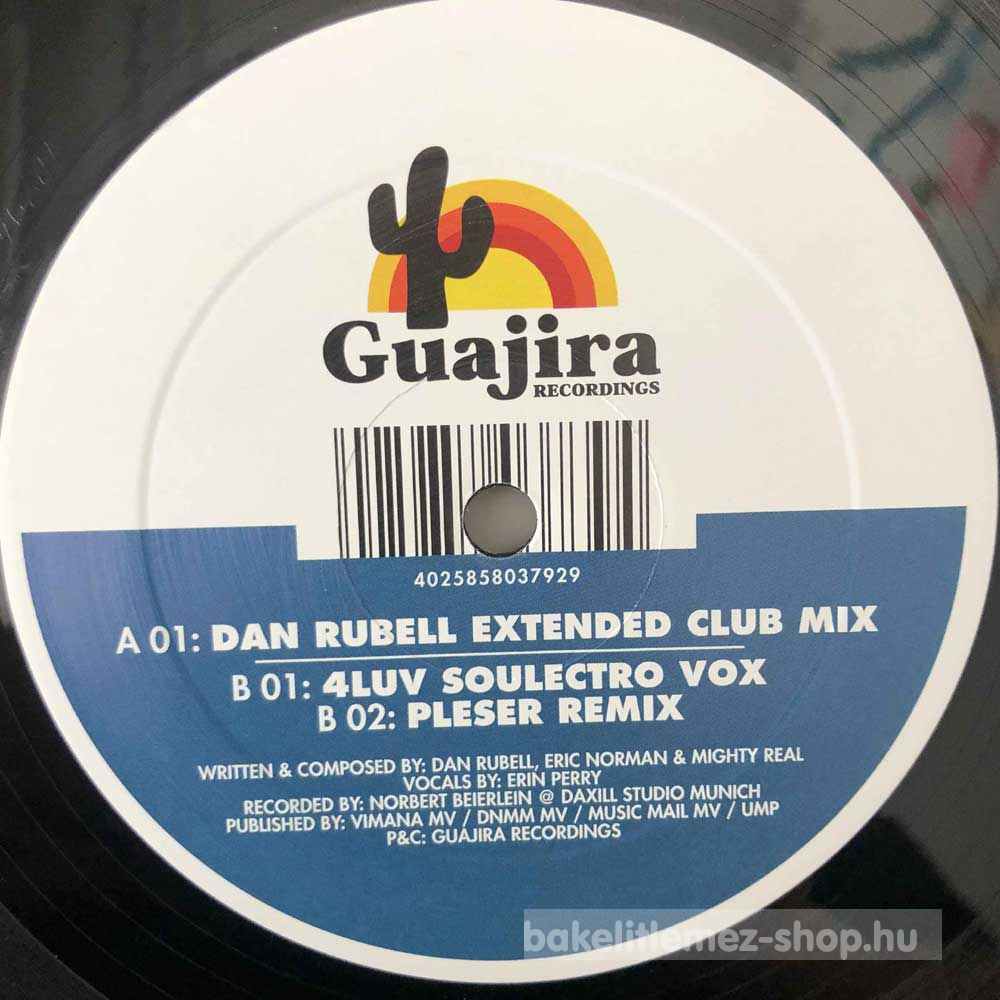 Guajira
RECORDINGS
4025858037929
A 01: DAN RUBELL EXTENDED CLUB MIX
B 01: 4LUV SOULECTRO VOX
B 02: PLESER REMIX
WRITTEN & COMPOSED BY: DAN RUBELL, ERIC NORMAN & MIGHTY REAL
VOCALS BY: ERIN PERRY
RECORDED BY: NORBERT BEIERLEIN @ DAXILL STUDIO MUNICH
PUBLISHED BY: VIMANA MV / DNMM MV / MUSIC MAIL MV / UMP
P&C: GUAJIRA RECORDINGS
bakelitlemez-shop.hu